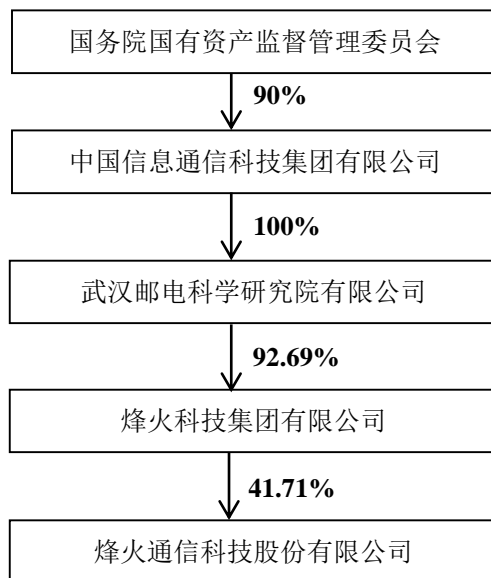 国务院国有资产监督管理委员会
90%
中国信息通信科技集团有限公司
100%
武汉邮电科学研究院有限公司
92.69%
烽火科技集团有限公司
41.71%
烽火通信科技股份有限公司